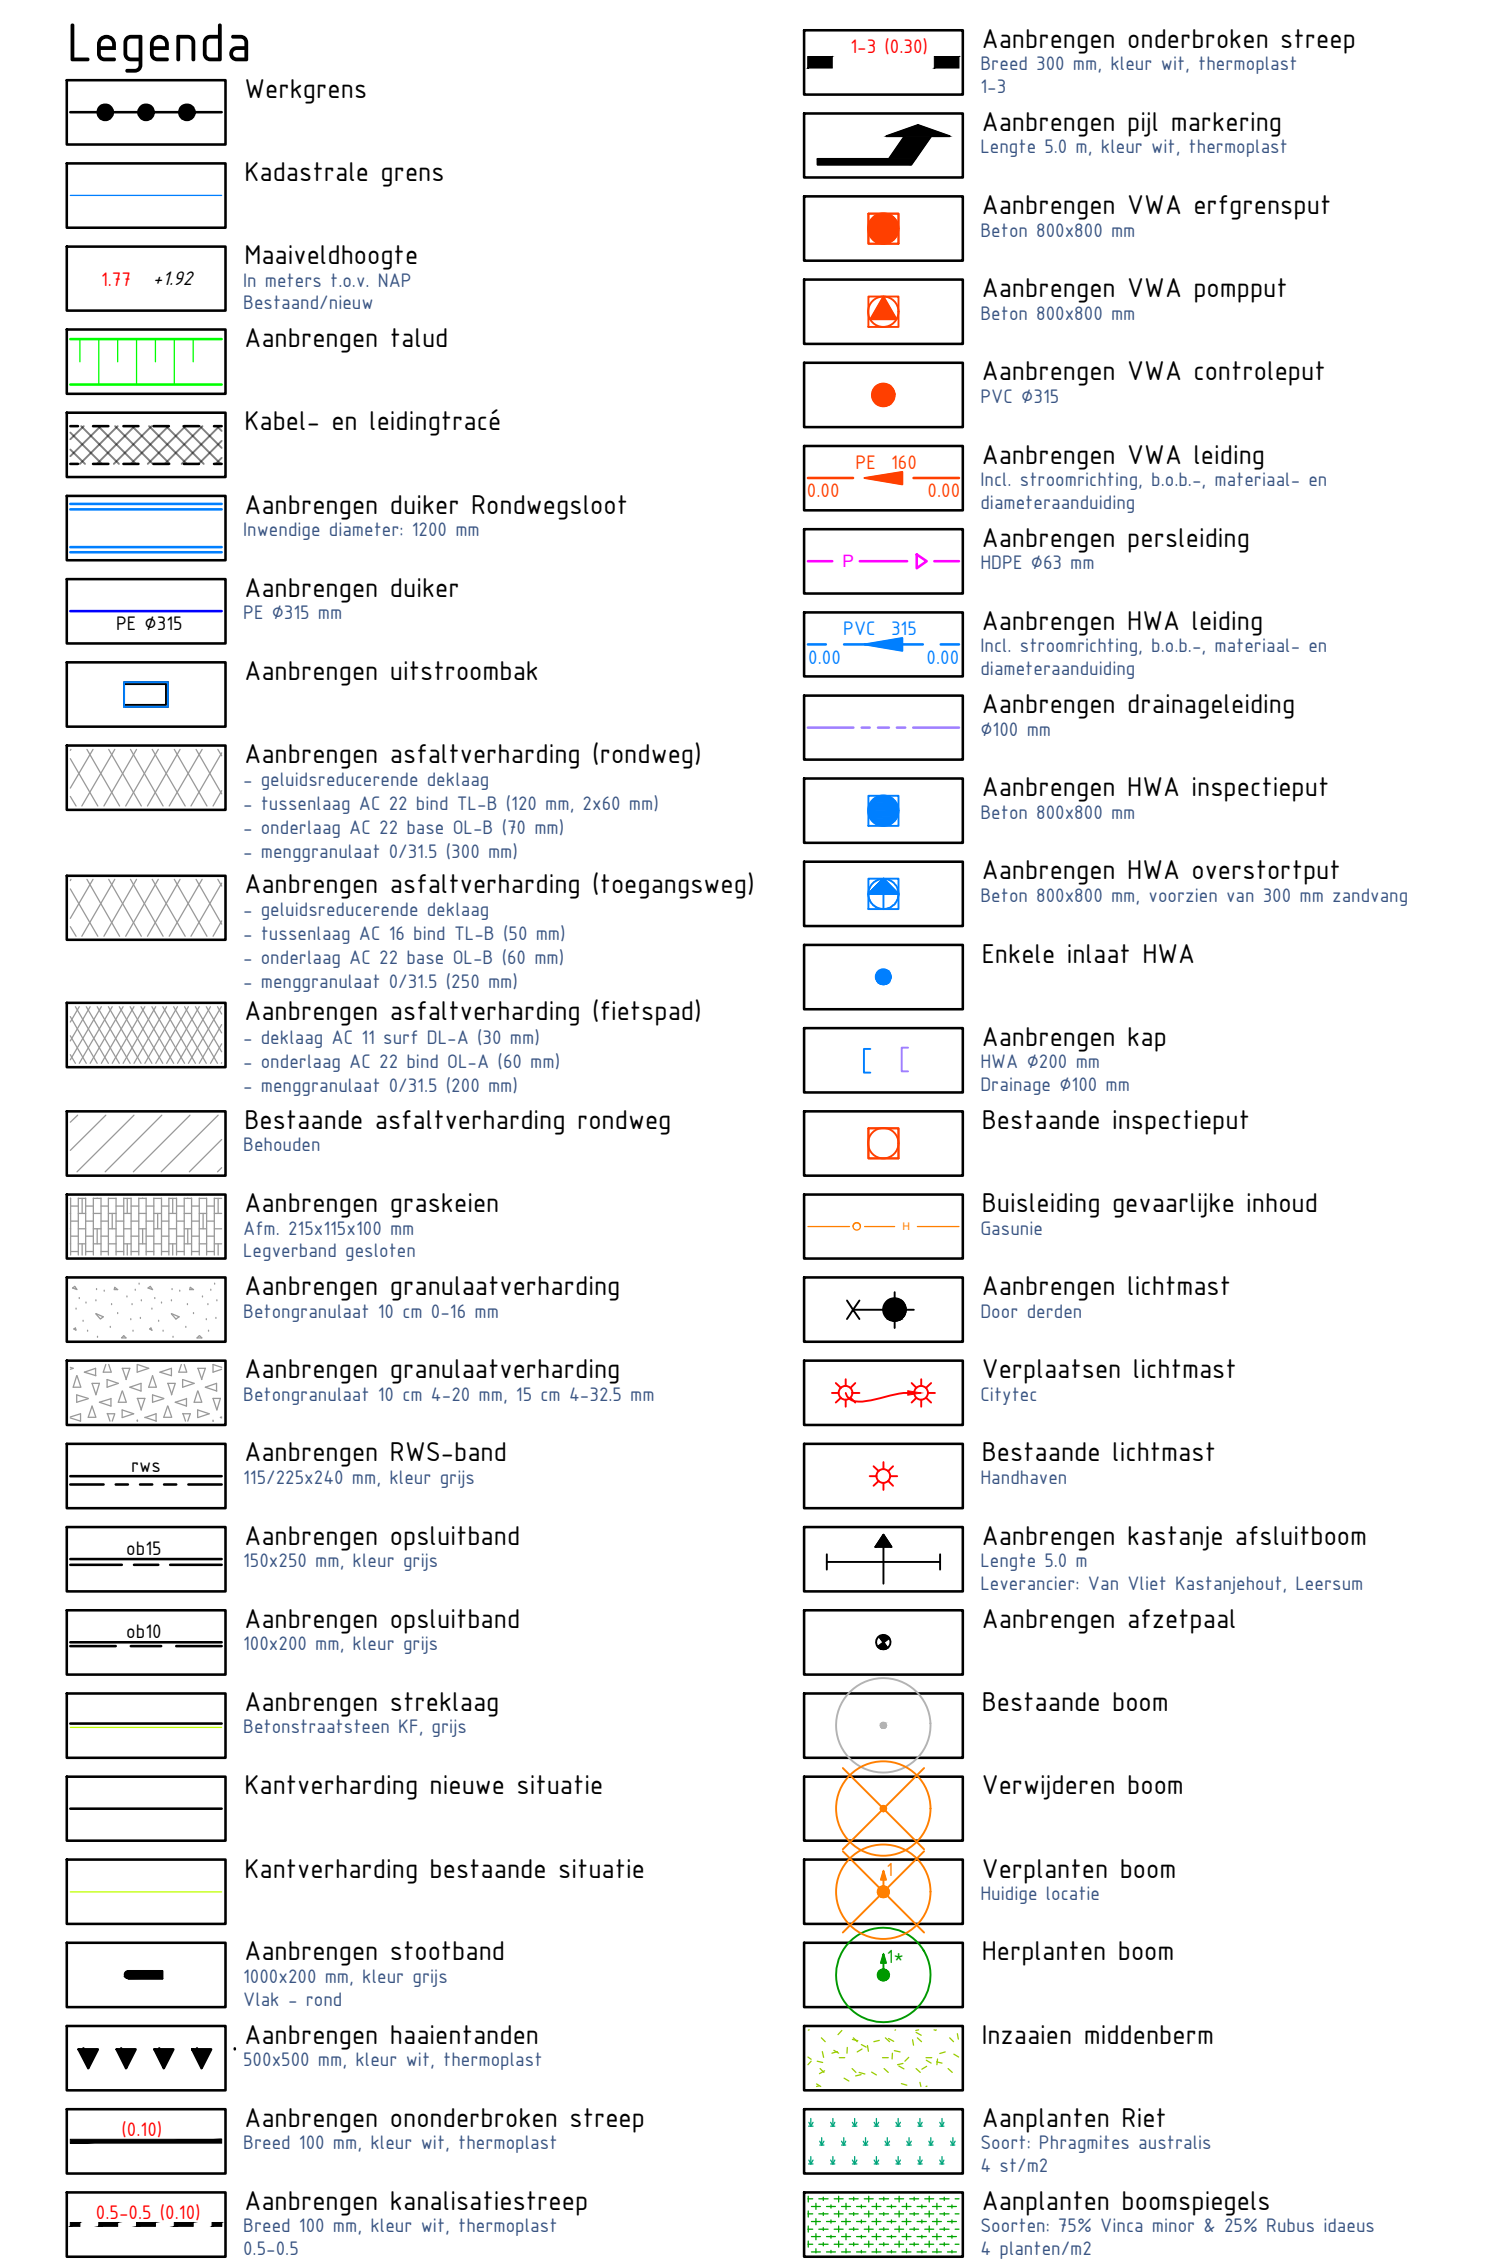 Legenda
Werkgrens
Kadastrale grens
1.77 +1.92
Maaiveldhoogte
In meters t.o.v. NAP
Bestaand/nieuw
Aanbrengen talud
Kabel- en leidingtracé
Aanbrengen duiker Rondwegsloot
Inwendige diameter: 1200 mm
PE Ø315
Aanbrengen duiker
PE Ø315 mm
Aanbrengen uitstroombak
Aanbrengen asfaltverharding (rondweg)
- geluidsreducerende deklaag
- tussenlaag AC 22 bind TL-B (120 mm, 2x60 mm)
- onderlaag AC 22 base OL-B (70 mm)
- menggranulaat 0/31.5 (300 mm)
Aanbrengen asfaltverharding (toegangsweg)
- geluidsreducerende deklaag
- tussenlaag AC 16 bind TL-B (50 mm)
- onderlaag AC 22 base OL-B (60 mm)
- menggranulaat 0/31.5 (250 mm)
Aanbrengen asfaltverharding (fietspad)
- deklaag AC 11 surf DL-A (30 mm)
- onderlaag AC 22 bind OL-A (60 mm)
- menggranulaat 0/31.5 (200 mm)
Bestaande asfaltverharding rondweg
Behouden
Aanbrengen graskeien
Afm. 215x115x100 mm
Legverband gesloten
Aanbrengen granulaatverharding
Betongranulaat 10 cm 0-16 mm
Aanbrengen granulaatverharding
Betongranulaat 10 cm 4-20 mm, 15 cm 4-32.5 mm
rws
Aanbrengen RWS-band
115/225x240 mm, kleur grijs
ob15
Aanbrengen opsluitband
150x250 mm, kleur grijs
ob10
Aanbrengen opsluitband
100x200 mm, kleur grijs
Aanbrengen streklaag
Betonstraatsteen KF, grijs
Kantverharding nieuwe situatie
Kantverharding bestaande situatie
Aanbrengen stootband
1000x200 mm, kleur grijs
Vlak - rond
Aanbrengen haaientanden
500x500 mm, kleur wit, thermoplast
(0.10)
Aanbrengen ononderbroken streep
Breed 100 mm, kleur wit, thermoplast
0.5-0.5 (0.10)
Aanbrengen kanalisatiestreep
Breed 100 mm, kleur wit, thermoplast
0.5-0.5
1-3 (0.30)
Aanbrengen onderbroken streep
Breed 300 mm, kleur wit, thermoplast
1-3
Aanbrengen pijl markering
Lengte 5.0 m, kleur wit, thermoplast
Aanbrengen VWA erfgrensput
Beton 800x800 mm
Aanbrengen VWA pompput
Beton 800x800 mm
Aanbrengen VWA controleput
PVC Ø315
PE 160
0.00 0.00
Aanbrengen VWA leiding
Incl. stroomrichting, b.o.b.-, materiaal- en
diameteraanduiding
P
Aanbrengen persleiding
HDPE Ø63 mm
PVC 315
0.00 0.00
Aanbrengen HWA leiding
Incl. stroomrichting, b.o.b.-, materiaal- en
diameteraanduiding
Aanbrengen drainageleiding
Ø100 mm
Aanbrengen HWA inspectieput
Beton 800x800 mm
Aanbrengen HWA overstortput
Beton 800x800 mm, voorzien van 300 mm zandvang
Enkele inlaat HWA
Aanbrengen kap
HWA Ø200 mm
Drainage Ø100 mm
Bestaande inspectieput
H
Buisleiding gevaarlijke inhoud
Gasunie
Aanbrengen lichtmast
Door derden
Verplaatsen lichtmast
Citytec
Bestaande lichtmast
Handhaven
Aanbrengen kastanje afsluitboom
Lengte 5.0 m
Leverancier: Van Vliet Kastanjehout, Leersum
Aanbrengen afzetpaal
Bestaande boom
Verwijderen boom
1
Verplanten boom
Huidige locatie
1*
Herplanten boom
Inzaaien middenberm
Aanplanten Riet
Soort: Phragmites australis
4 st/m2
Aanplanten boomspiegels
Soorten: 75% Vinca minor & 25% Rubus idaeus
4 planten/m2